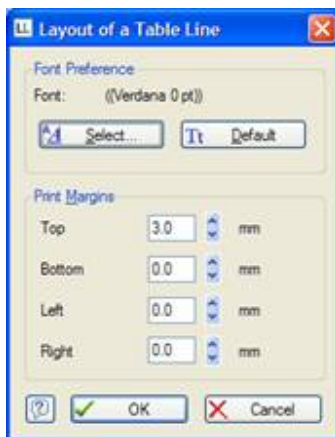 Layout of a Table Line
Font Preference
Font: ((Verdana 0 pt))
Select... Default
Print Margins
Top 3.0 mm
Bottom 0.0 mm
Left 0.0 mm
Right 0.0 mm
OK Cancel